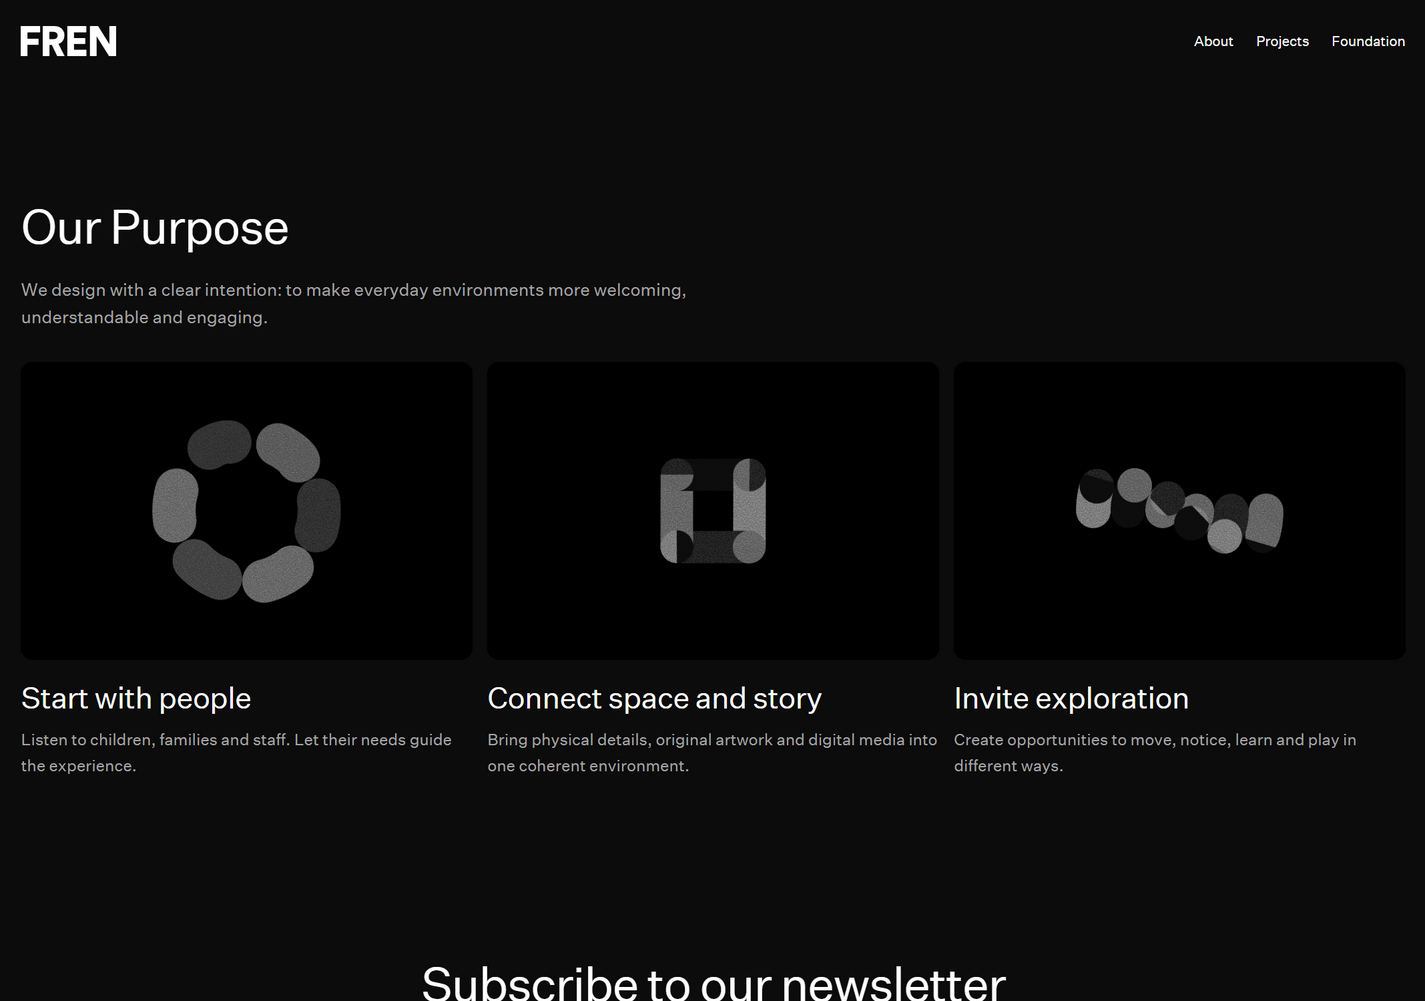 FREN
About Projects Foundation
Our Purpose
We design with a clear intention: to make everyday environments more welcoming,
understandable and engaging.
Start with people
Listen to children, families and staff. Let their needs guide
the experience.
Connect space and story
Bring physical details, original artwork and digital media into
one coherent environment.
Invite exploration
Create opportunities to move, notice, learn and play in
different ways.
Subscribe to our newsletter